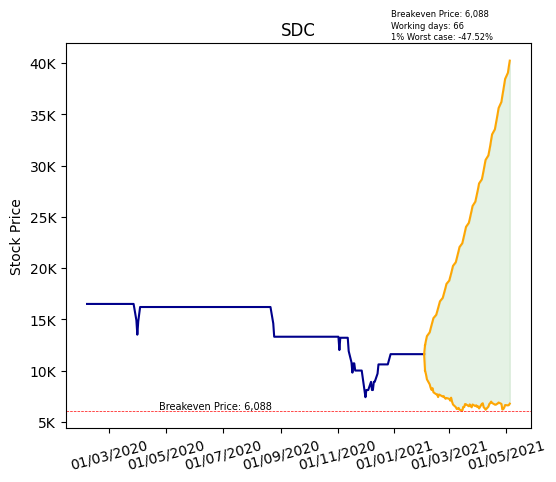 Breakeven Price: 6,088
Working days: 66
1% Worst case: -47.52%
SDC
Stock Price
40K
35K
30K
25K
20K
15K
10K
5K
Breakeven Price: 6,088
01/03/2020
01/05/2020
01/07/2020
01/09/2020
01/11/2020
01/01/2021
01/03/2021
01/05/2021